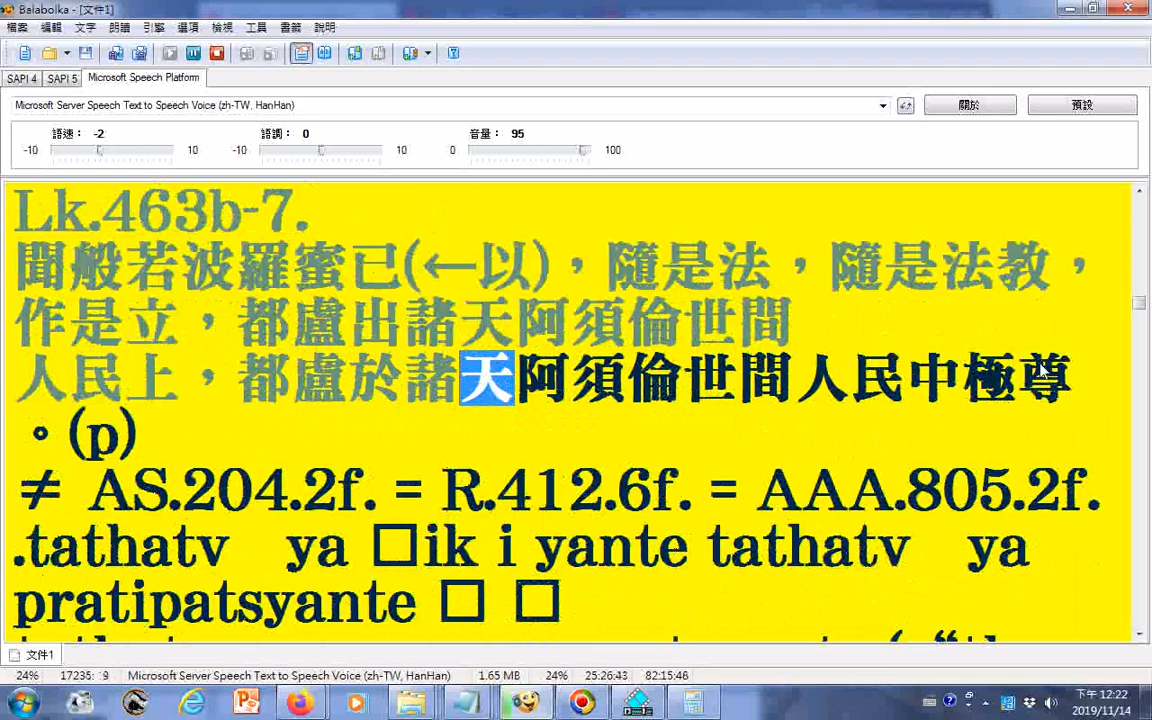 Balabolka - [文件1]
檔案 編輯 文字 朗讀 引擎 選項 檢視 工具 書籤 說明
SAPI 4 SAPI 5 Microsoft Speech Platform
Microsoft Server Speech Text to Speech Voice (zh-TW, HanHan) 關於 預設
語速： -2 語調： 0 音量： 95
-10 10 -10 10 0 100
Lk.463b-7.
聞般若波羅蜜已(←以)，隨是法，隨是法教，
作是立，都盧出諸天阿須倫世間
人民上，都盧於諸天阿須倫世間人民中極尊
。(p)
≠ AS.204.2f. = R.412.6f. = AAA.805.2f.
.tathatv ya □ik i yante tathatv ya
pratipatsyante □ □
文件1
24% 17235: Microsoft Server Speech Text to Speech Voice (zh-TW, HanHan) 1.65 MB 24% 25:26:43 82:15:46
下午 12:22
2019/11/14